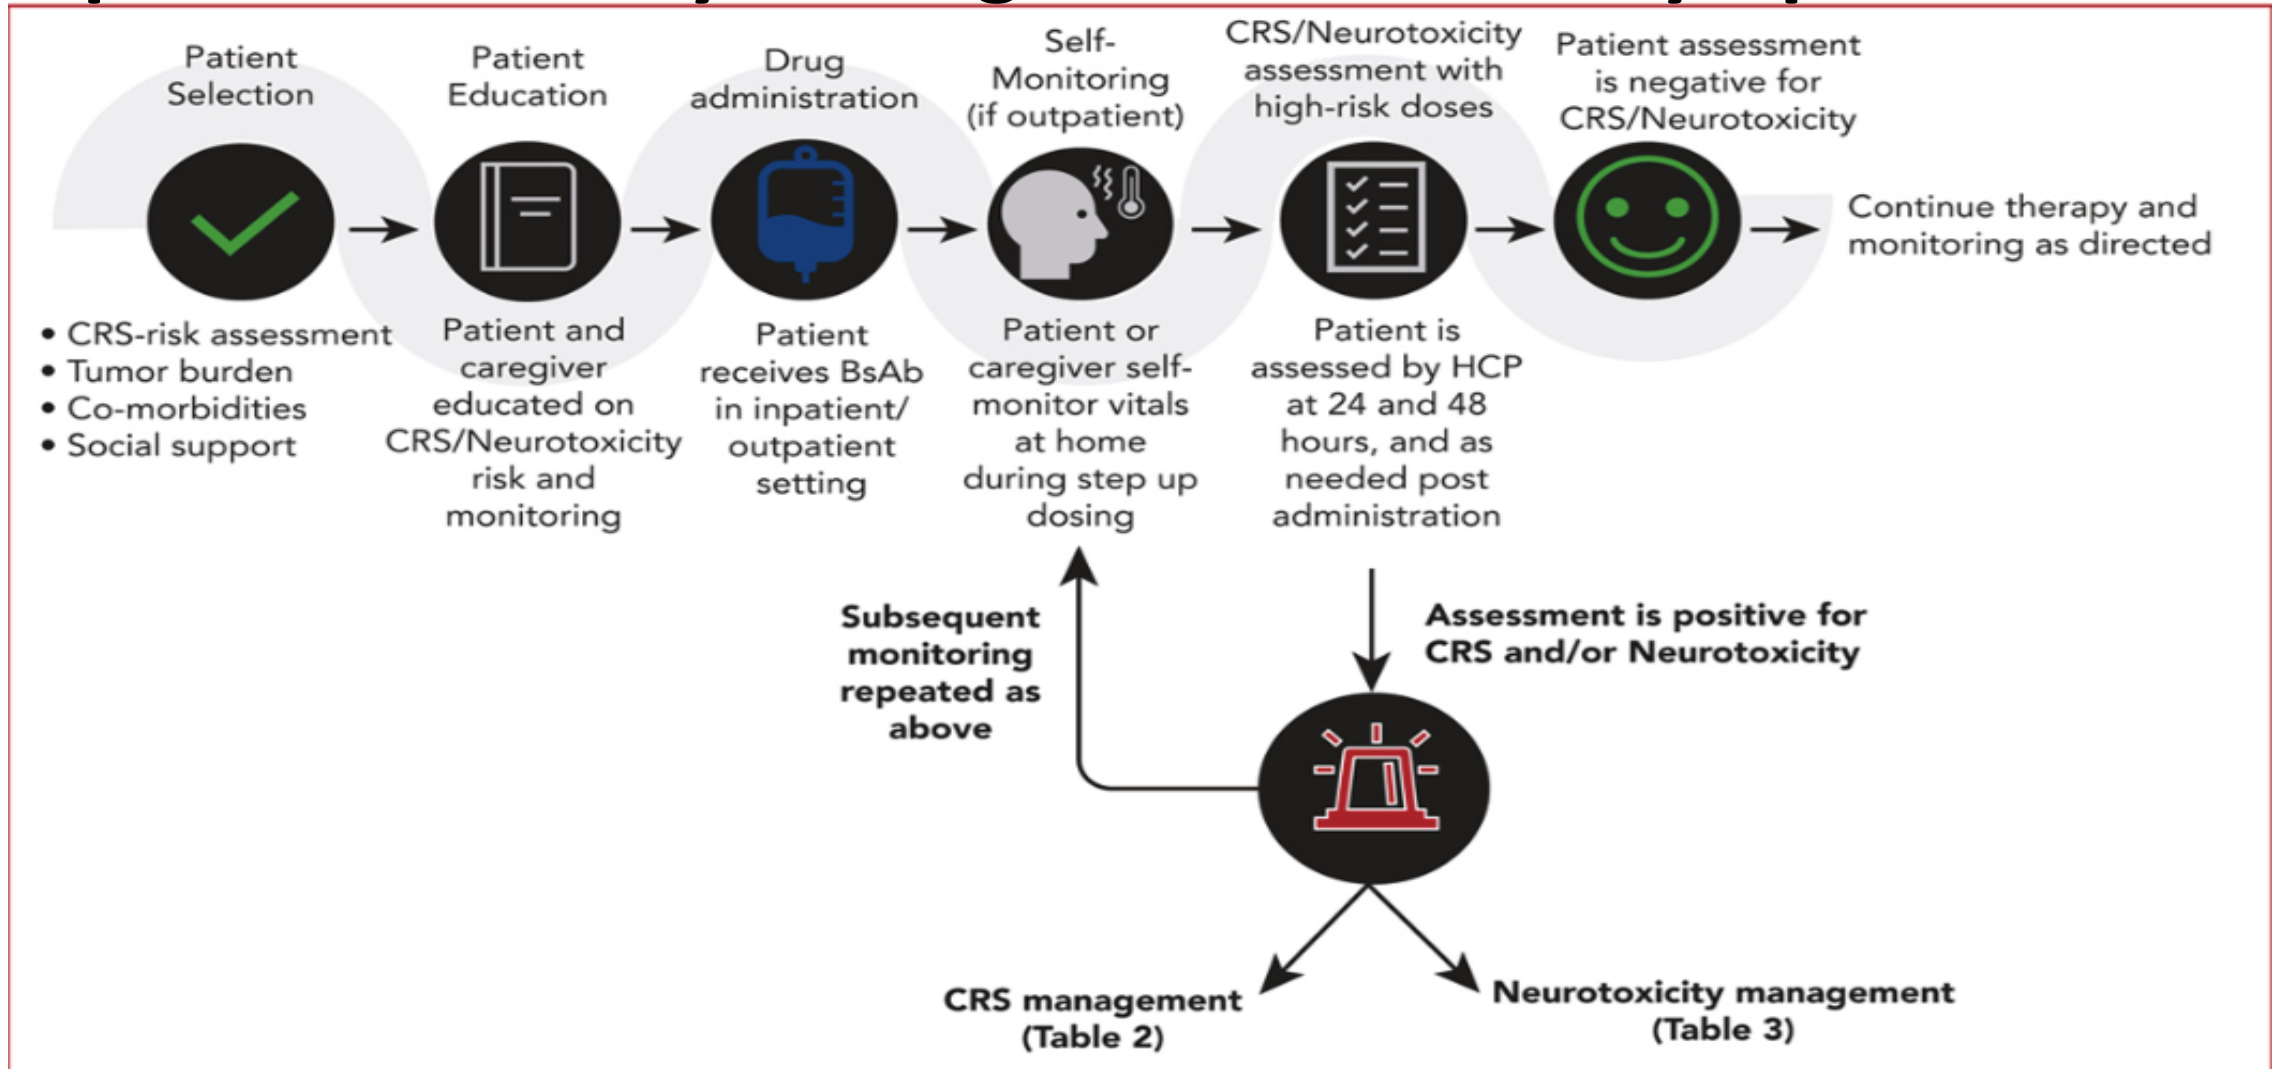 Patient
Selection
• CRS-risk assessment
• Tumor burden
• Co-morbidities
• Social support
Patient
Education
Patient and
caregiver
educated on
CRS/Neurotoxicity
risk and
monitoring
Drug
administration
Patient
receives BsAb
in inpatient/
outpatient
setting
Self-
Monitoring
(if outpatient)
Patient or
caregiver self-
monitor vitals
at home
during step up
dosing
CRS/Neurotoxicity
assessment with
high-risk doses
Patient is
assessed by HCP
at 24 and 48
hours, and as
needed post
administration
Patient assessment
is negative for
CRS/Neurotoxicity
Continue therapy and
monitoring as directed
Subsequent
monitoring
repeated as
above
Assessment is positive for
CRS and/or Neurotoxicity
CRS management
(Table 2)
Neurotoxicity management
(Table 3)